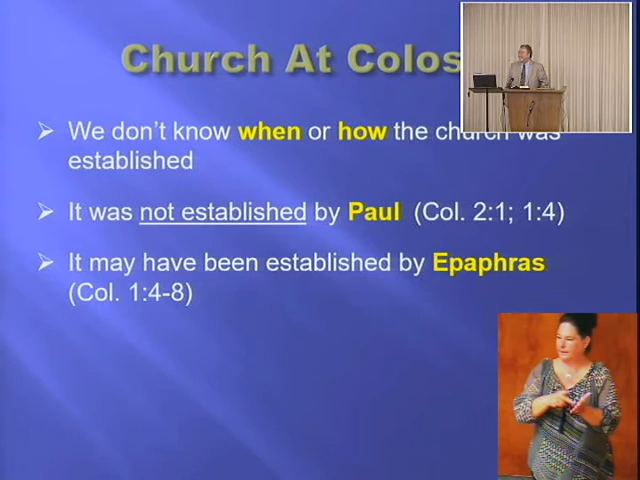 Church At Colos
We don't know when or how the church was
established
It was not established by Paul (Col. 2:1; 1:4)
It may have been established by Epaphras
(Col. 1:4-8)